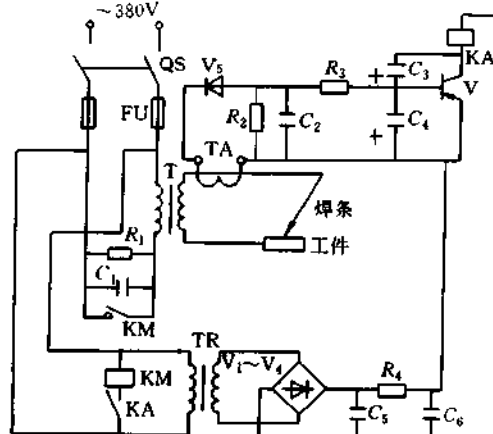 ~380V
QS
FU
V₅
R₃
C₃
KA
V
R₂
C₂
C₄
TA
T
焊条
工件
R₁
C₁
KM
TR
V₁~V₄
KM
KA
R₄
C₅
C₆